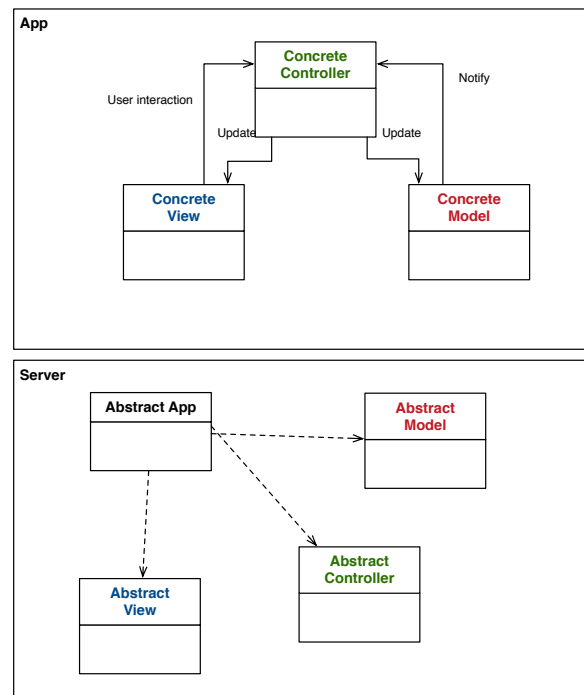 App
Concrete
Controller
User interaction
Notify
Update
Update
Concrete
View
Concrete
Model
Server
Abstract App
Abstract
Model
Abstract
Controller
Abstract
View